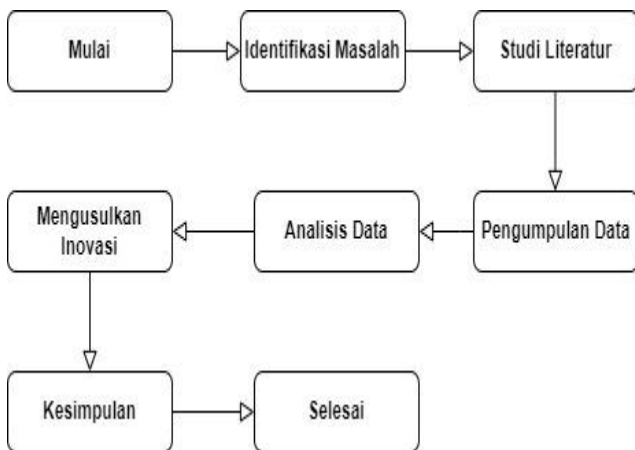 Mulai
Identifikasi Masalah
Studi Literatur
Pengumpulan Data
Analisis Data
Mengusulkan
Inovasi
Kesimpulan
Selesai